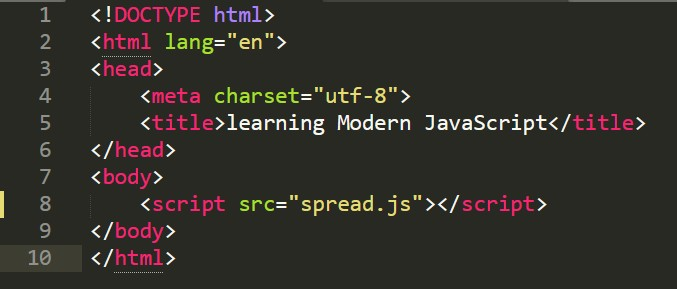 1 <!DOCTYPE html>
2 <html lang="en">
3 <head>
4     <meta charset="utf-8">
5     <title>learning Modern JavaScript</title>
6 </head>
7 <body>
8     <script src="spread.js"></script>
9 </body>
10 </html>